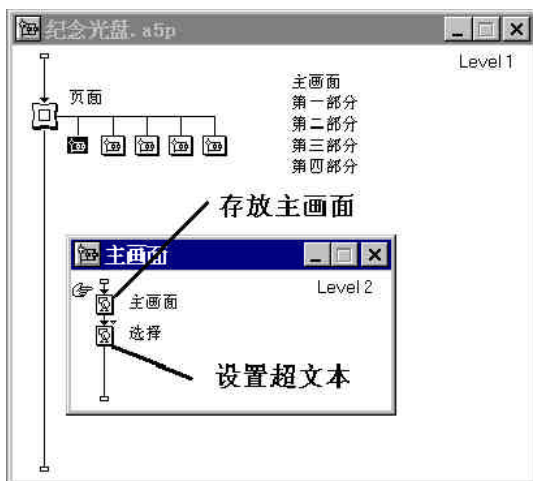 纪念光盘.a5p
Level 1
页面
主画面
第一部分
第二部分
第三部分
第四部分
存放主画面
主画面
Level 2
主画面
选择
设置超文本